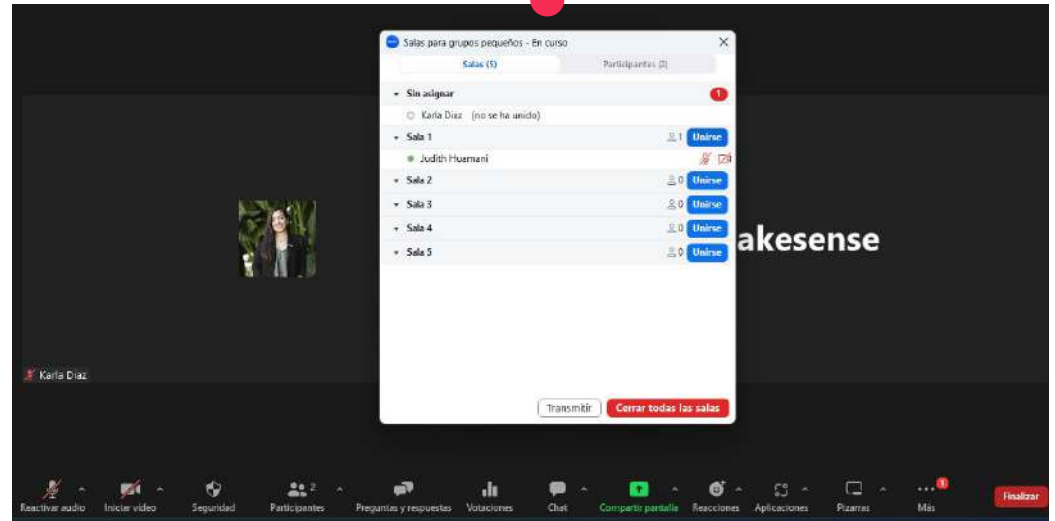 Salas para grupos pequeños - En curso
Salas (5)
Participantes (2)
Sin asignar
1
Karla Diaz (no se ha unido)
Sala 1
1
Unirse
Judith Huamani
Sala 2
0
Unirse
Sala 3
0
Unirse
Sala 4
0
Unirse
Sala 5
0
Unirse
akesense
Karla Diaz
Transmitir
Cerrar todas las salas
Reactivar audio
Iniciar video
Seguridad
Participantes
2
Preguntas y respuestas
Votaciones
Chat
Compartir pantalla
Reacciones
Aplicaciones
Pizarras
Más
Finalizar